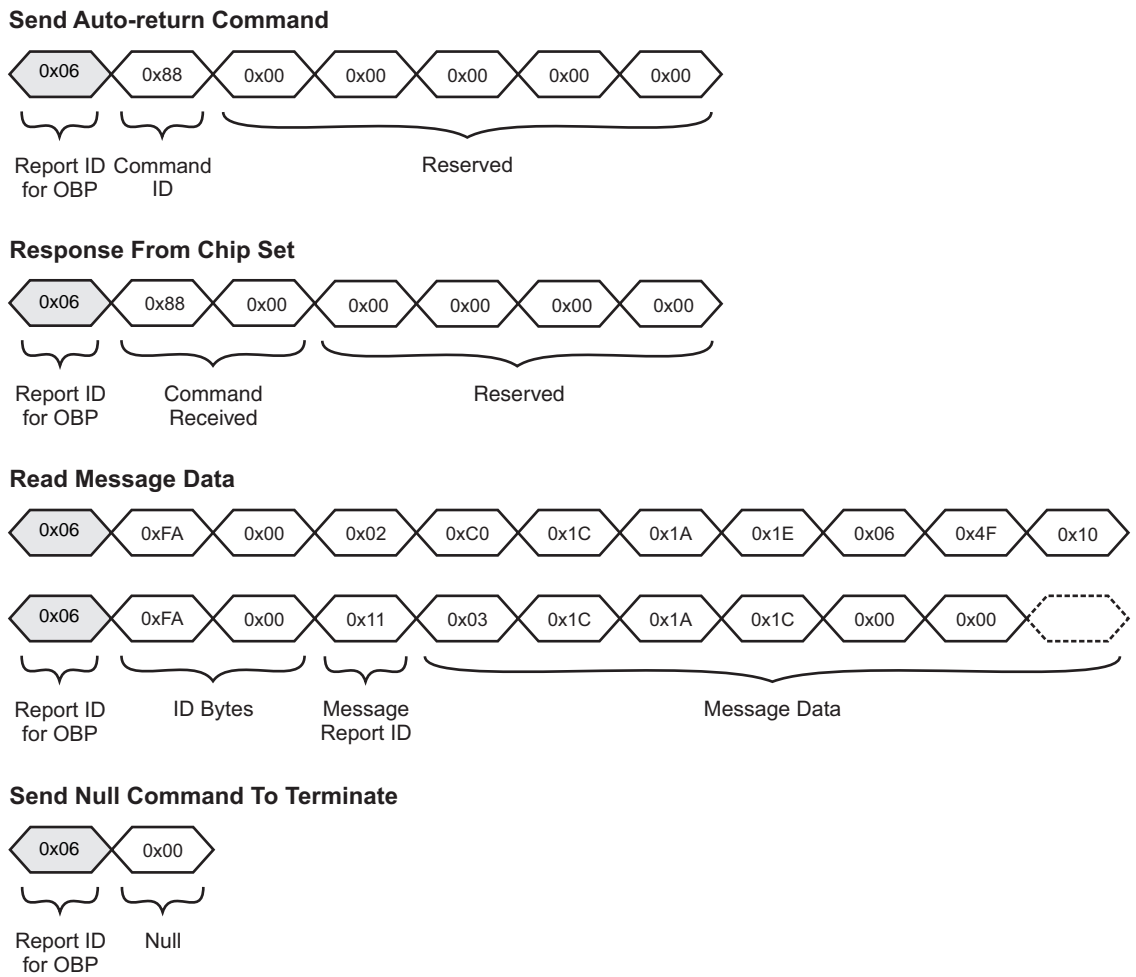 Send Auto-return Command
0x06 0x88 0x00 0x00 0x00 0x00 0x00
Report ID for OBP
Command ID
Reserved
Response From Chip Set
0x06 0x88 0x00 0x00 0x00 0x00 0x00
Report ID for OBP
Command Received
Reserved
Read Message Data
0x06 0xFA 0x00 0x02 0xC0 0x1C 0x1A 0x1E 0x06 0x4F 0x10
0x06 0xFA 0x00 0x11 0x03 0x1C 0x1A 0x1C 0x00 0x00
Report ID for OBP
ID Bytes
Message Report ID
Message Data
Send Null Command To Terminate
0x06 0x00
Report ID for OBP
Null